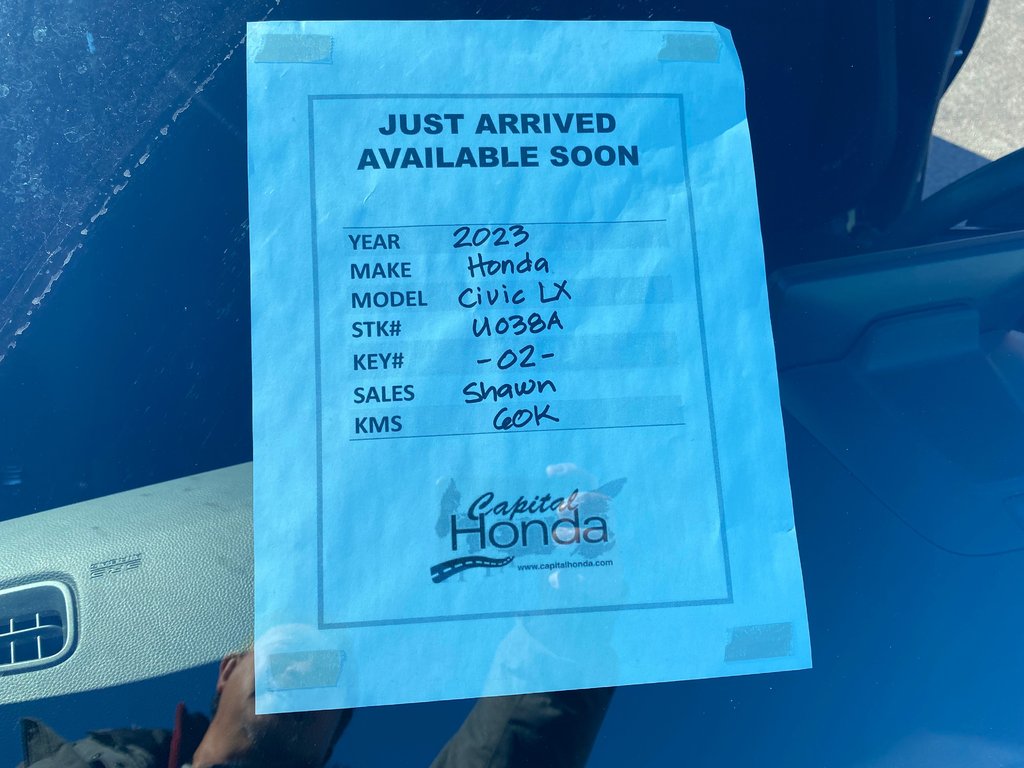 JUST ARRIVED
AVAILABLE SOON
YEAR 2023
MAKE Honda
MODEL Civic LX
STK# U038A
KEY# -02-
SALES Shawn
KMS 60K
Capital
Honda
www.capitalhonda.com